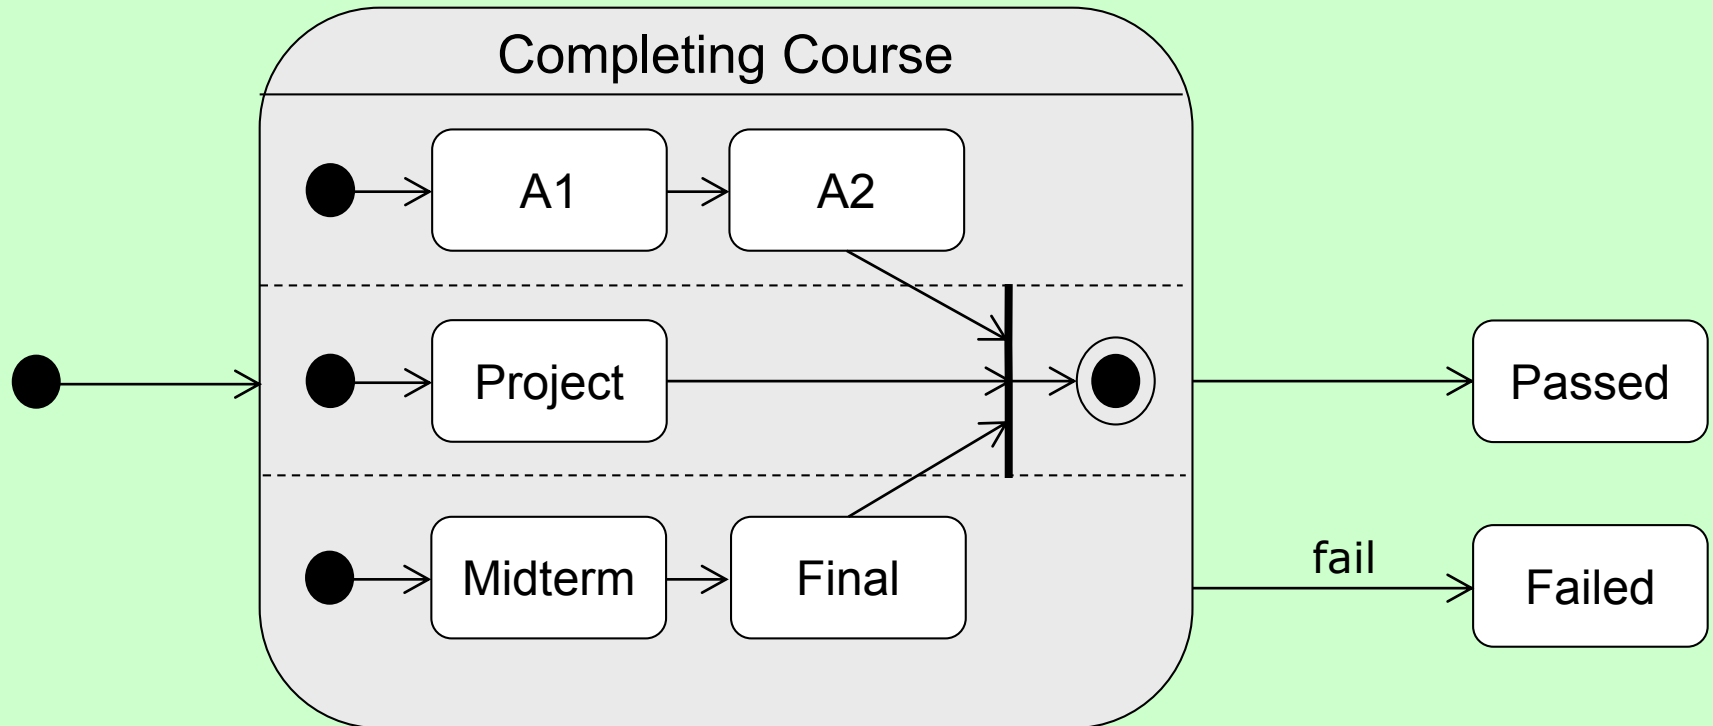 Completing Course
A1
A2
Project
Passed
Midterm
Final
fail
Failed